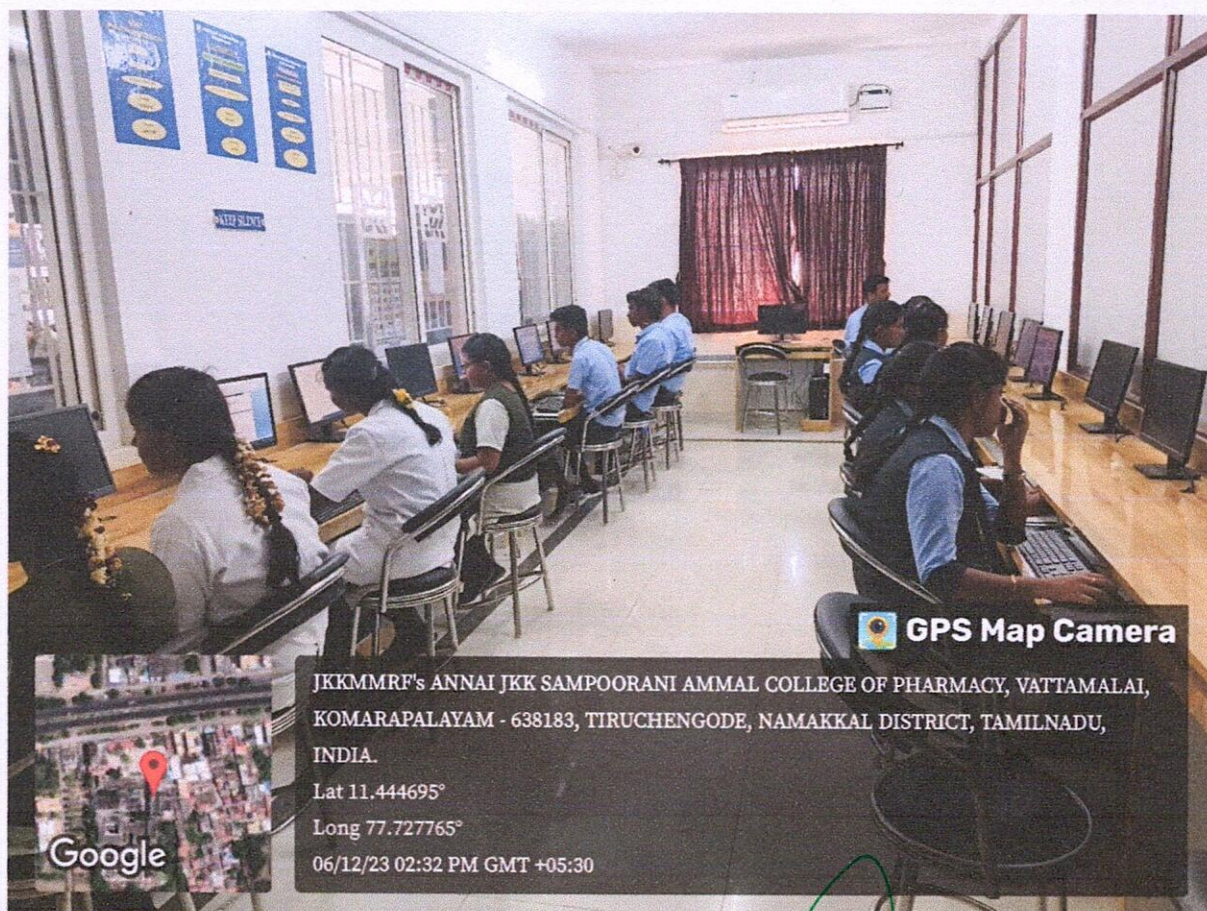 KEEP SILENCE
GPS Map Camera
JKKMMRF's ANNAI JKK SAMPOORANI AMMAL COLLEGE OF PHARMACY, VATTAMALAI,
KOMARAPALAYAM - 638183, TIRUCHENGODE, NAMAKKAL DISTRICT, TAMILNADU,
INDIA.
Lat 11.444695°
Long 77.727765°
06/12/23 02:32 PM GMT +05:30
Google